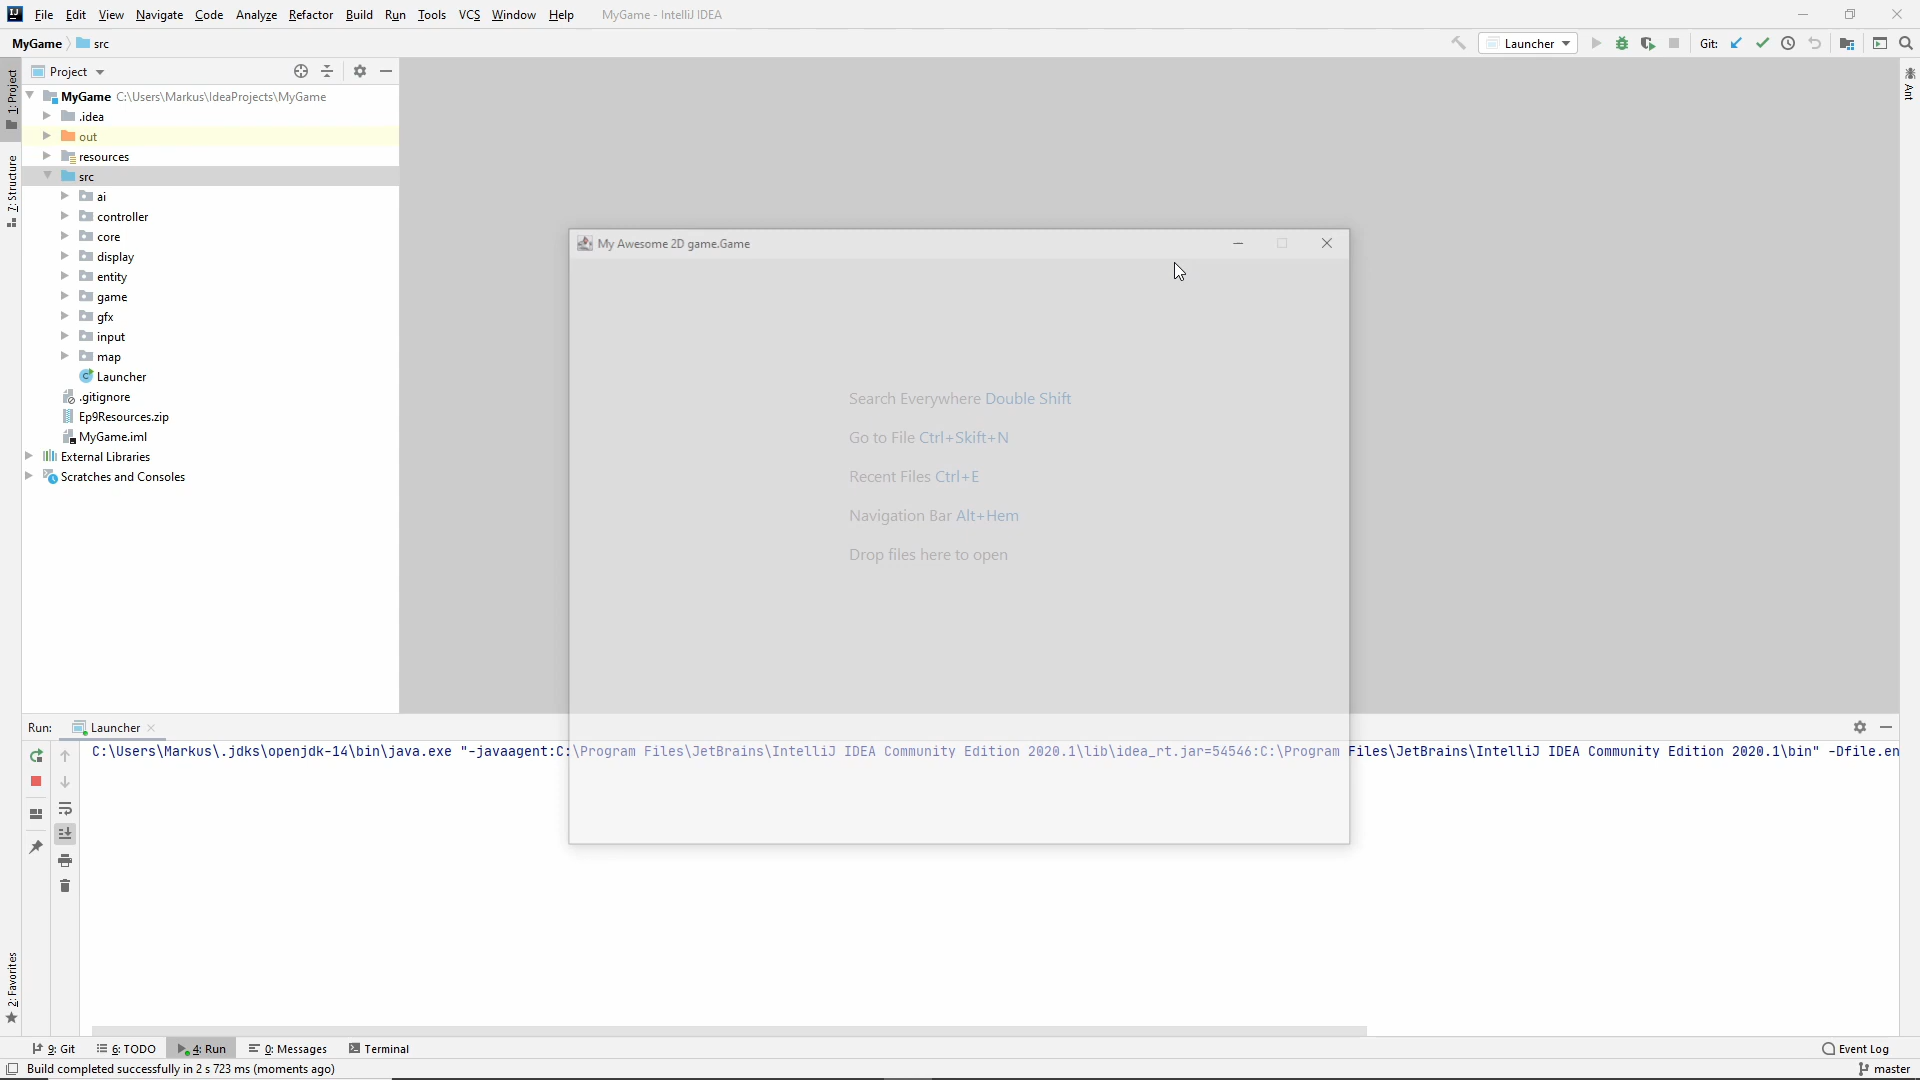 File Edit View Navigate Code Analyze Refactor Build Run Tools VCS Window Help MyGame - IntelliJ IDEA
MyGame src Launcher Git:
1: Project
7: Structure
2: Favorites
Ant
Project
MyGame C:\Users\Markus\IdeaProjects\MyGame
.idea
out
resources
src
ai
controller
core
display
entity
game
gfx
input
map
Launcher
.gitignore
Ep9Resources.zip
MyGame.iml
External Libraries
Scratches and Consoles
My Awesome 2D game.Game
Search Everywhere Double Shift
Go to File Ctrl+Skift+N
Recent Files Ctrl+E
Navigation Bar Alt+Hem
Drop files here to open
Run: Launcher
C:\Users\Markus\.jdks\openjdk-14\bin\java.exe "-javaagent:C:\Program Files\JetBrains\IntelliJ IDEA Community Edition 2020.1\lib\idea_rt.jar=54546:C:\Program Files\JetBrains\IntelliJ IDEA Community Edition 2020.1\bin" -Dfile.en
9: Git 6: TODO 4: Run 0: Messages Terminal Event Log
Build completed successfully in 2 s 723 ms (moments ago) master